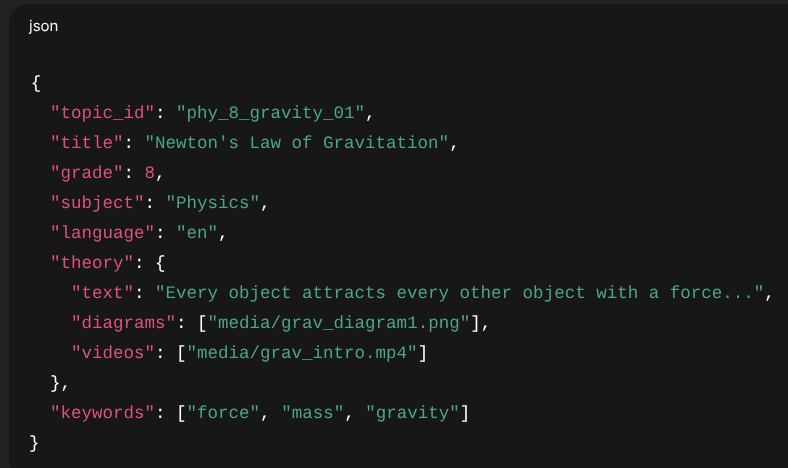 json
{
  "topic_id": "phy_8_gravity_01",
  "title": "Newton's Law of Gravitation",
  "grade": 8,
  "subject": "Physics",
  "language": "en",
  "theory": {
    "text": "Every object attracts every other object with a force...",
    "diagrams": ["media/grav_diagram1.png"],
    "videos": ["media/grav_intro.mp4"]
  },
  "keywords": ["force", "mass", "gravity"]
}